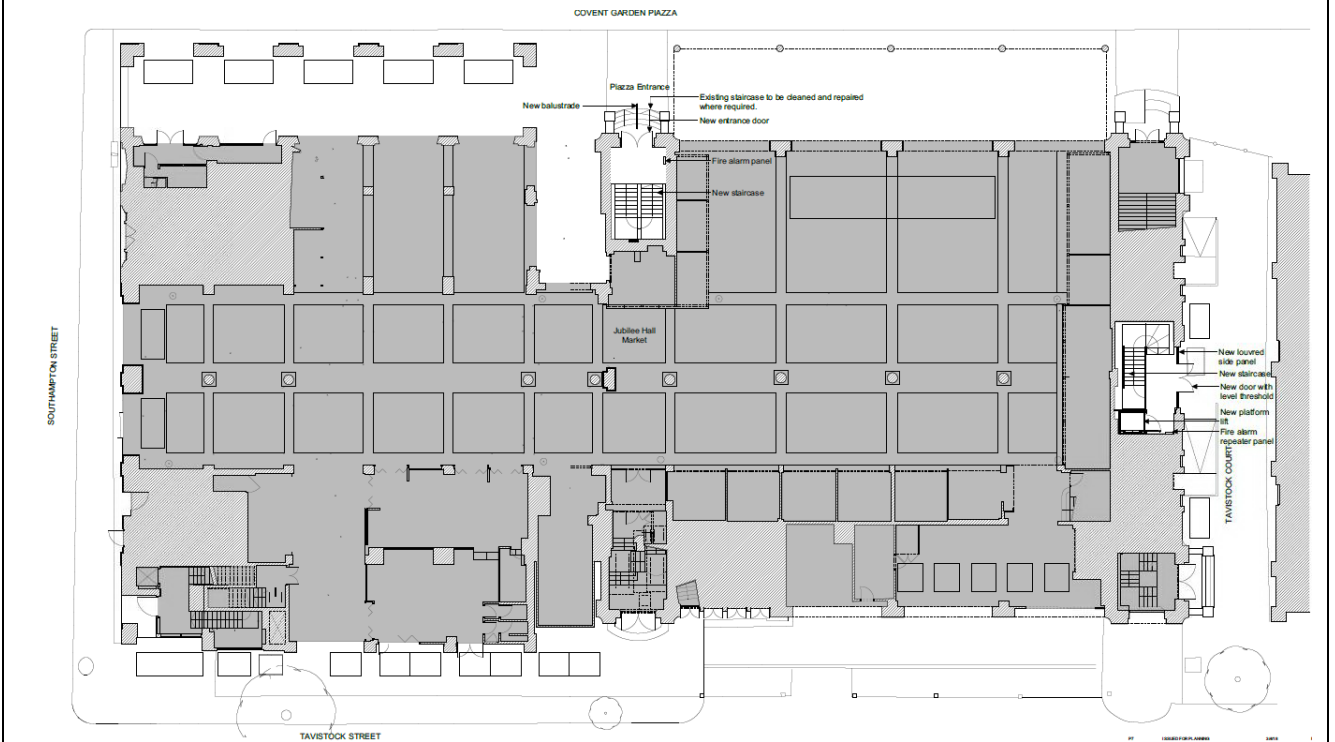 COVENT GARDEN PIAZZA
Piazza Entrance
New balustrade
Existing staircase to be cleaned and repaired
where required.
New entrance door
Fire alarm panel
New staircase
Jubilee Hall
Market
SOUTHAMPTON STREET
New louvred
side panel
New staircase
New door with
level threshold
New platform
lift
Fire alarm
repeater panel
TAVISTOCK COURT
TAVISTOCK STREET
P7 ISSUED FOR PLANNING